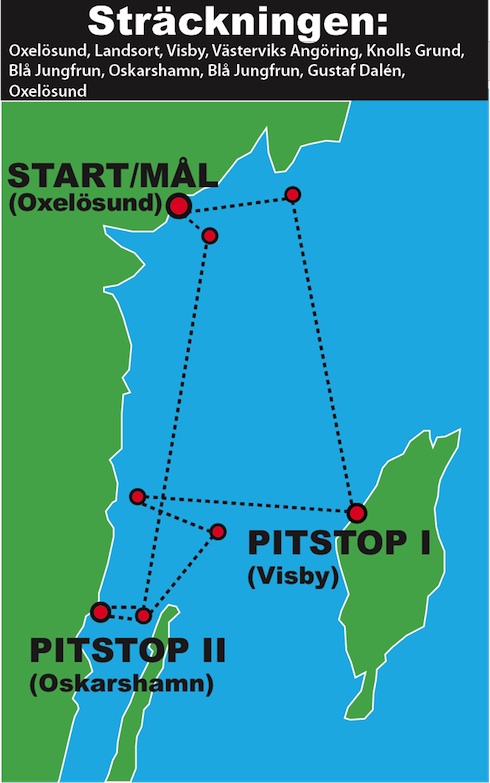 Sträckningen:
Oxelösund, Landsort, Visby, Västerviks Angöring, Knolls Grund,
Blå Jungfrun, Oskarshamn, Blå Jungfrun, Gustaf Dalén,
Oxelösund
START/MÅL
(Oxelösund)
PITSTOP I
(Visby)
PITSTOP II
(Oskarshamn)